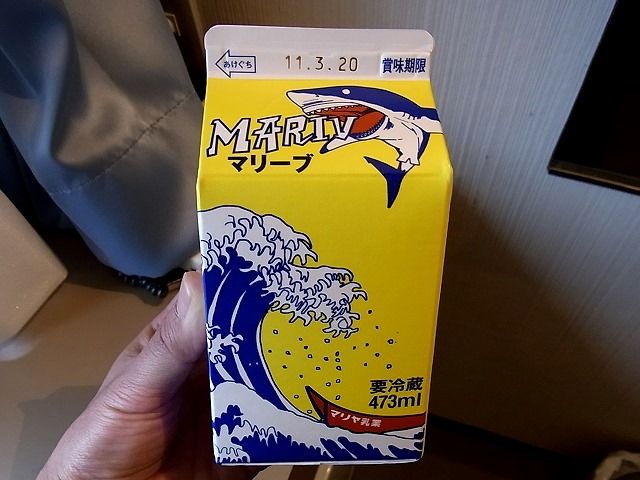 あけぐち
11.3.20
賞味期限
MARIV
マリーブ
要冷蔵
473ml
マリヤ乳業